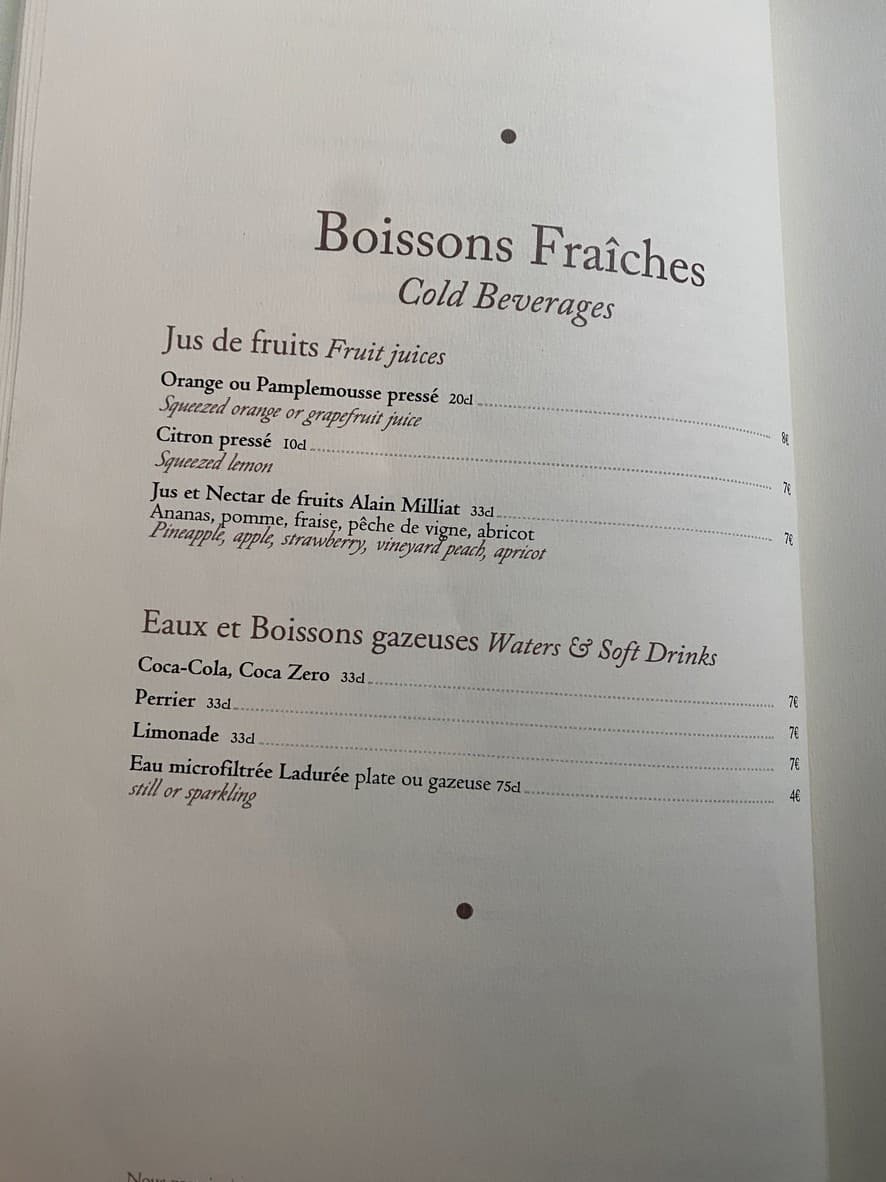 Boissons Fraîches
Cold Beverages
Jus de fruits Fruit juices
Orange ou Pamplemousse pressé 20cl 8€
Squeezed orange or grapefruit juice
Citron pressé 10cl 7€
Squeezed lemon
Jus et Nectar de fruits Alain Milliat 33cl 7€
Ananas, pomme, fraise, pêche de vigne, abricot
Pineapple, apple, strawberry, vineyard peach, apricot
Eaux et Boissons gazeuses Waters & Soft Drinks
Coca-Cola, Coca Zero 33cl 7€
Perrier 33cl 7€
Limonade 33cl 7€
Eau microfiltrée Ladurée plate ou gazeuse 75cl 4€
still or sparkling